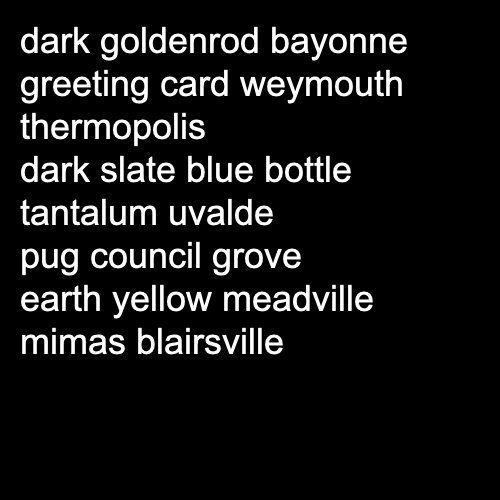 dark goldenrod bayonne
greeting card weymouth
thermopolis
dark slate blue bottle
tantalum uvalde
pug council grove
earth yellow meadville
mimas blairsville